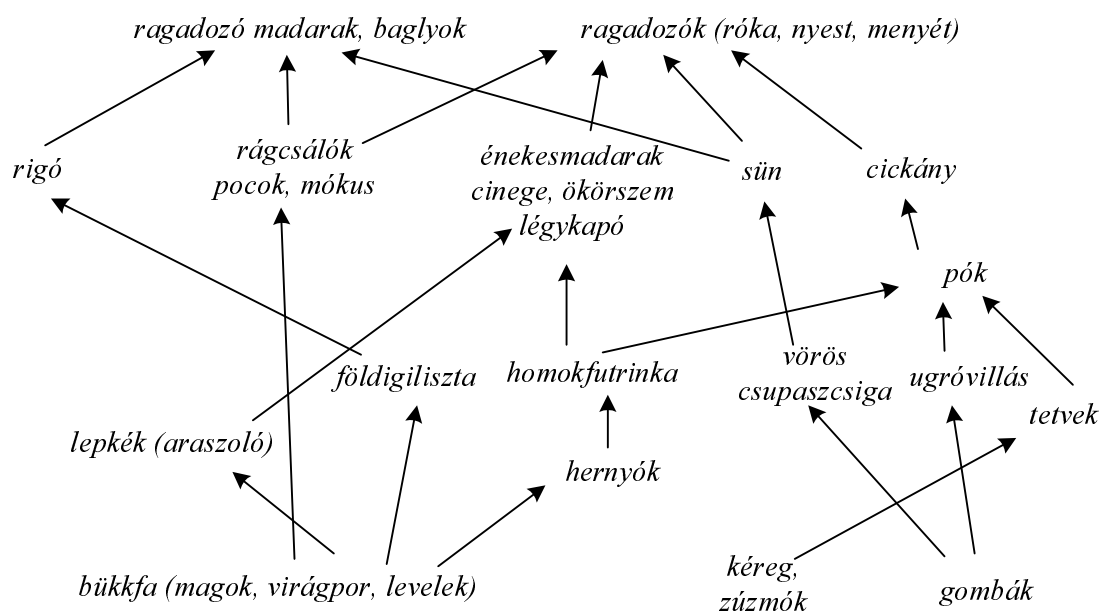 ragadozó madarak, baglyok
ragadozók (róka, nyest, menyét)
rigó
rágcsálók
pocok, mókus
énekesmadarak
cinege, ökörszem
légykapó
sün
cickány
pók
földigiliszta
homokfutrinka
vörös
csupaszcsiga
ugróvillás
tetvek
lepkék (araszoló)
hernyók
bükkfa (magok, virágpor, levelek)
kéreg,
zúzmók
gombák